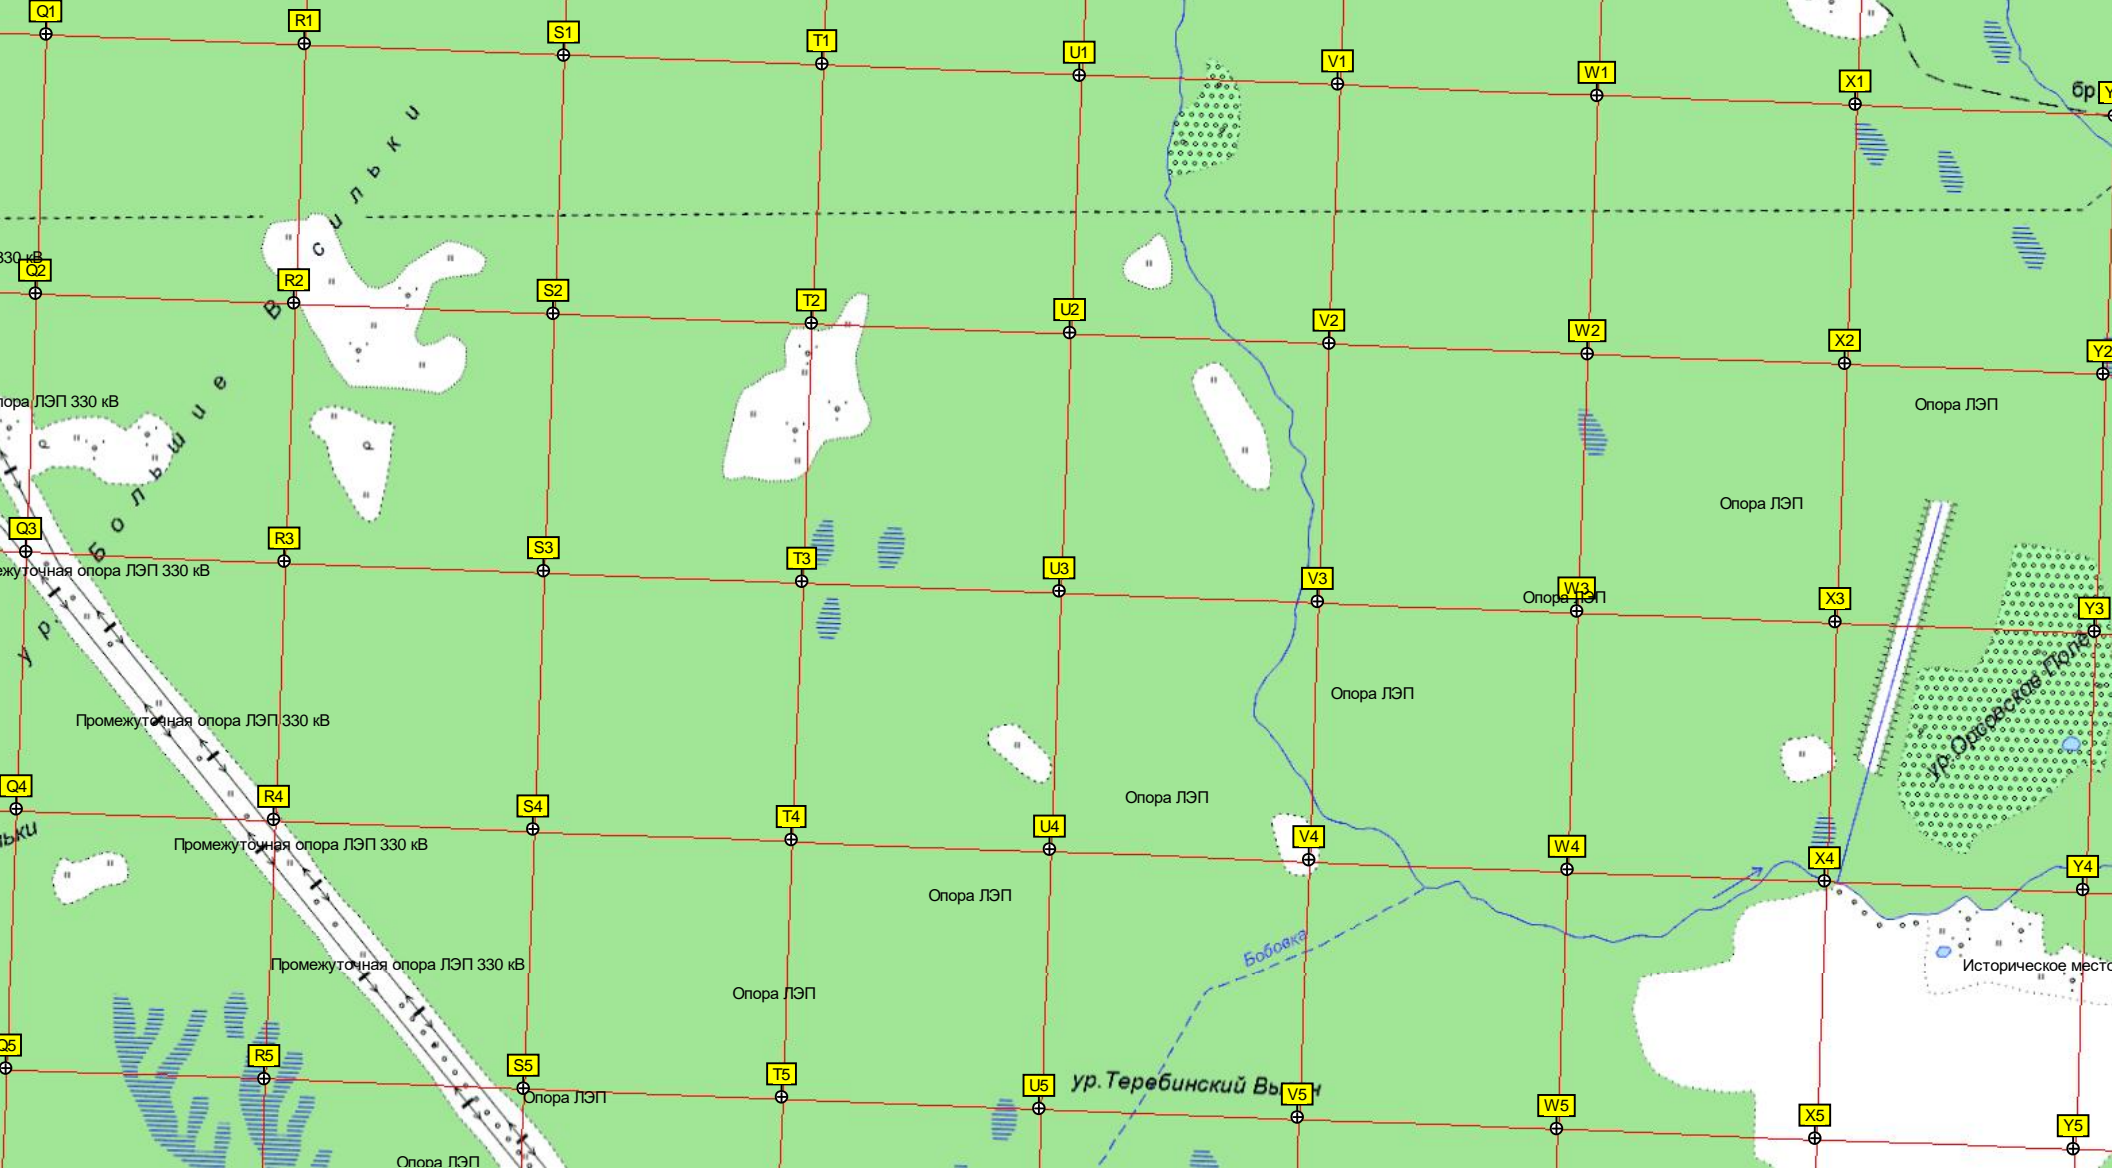 Q1
R1
S1
T1
U1
V1
W1
X1
бр
Y
330 кВ
Q2
R2
S2
T2
U2
V2
W2
X2
Y2
ур. Большие Васильки
ЛЭП 330 кВ
Опора ЛЭП
Опора ЛЭП
Q3
R3
S3
T3
U3
V3
W3
Опора ЛЭП
X3
Y3
опора ЛЭП 330 кВ
Опора ЛЭП
ур.Оросовское Поле
Промежуточная опора ЛЭП 330 кВ
Опора ЛЭП
Q4
R4
S4
T4
U4
V4
W4
X4
Y4
ьки
Промежуточная опора ЛЭП 330 кВ
Опора ЛЭП
Бобовка
Промежуточная опора ЛЭП 330 кВ
Историческое место
Опора ЛЭП
Q5
R5
S5
T5
U5
ур.Теребинский
V5
W5
X5
Y5
Опора ЛЭП
Опора ЛЭП